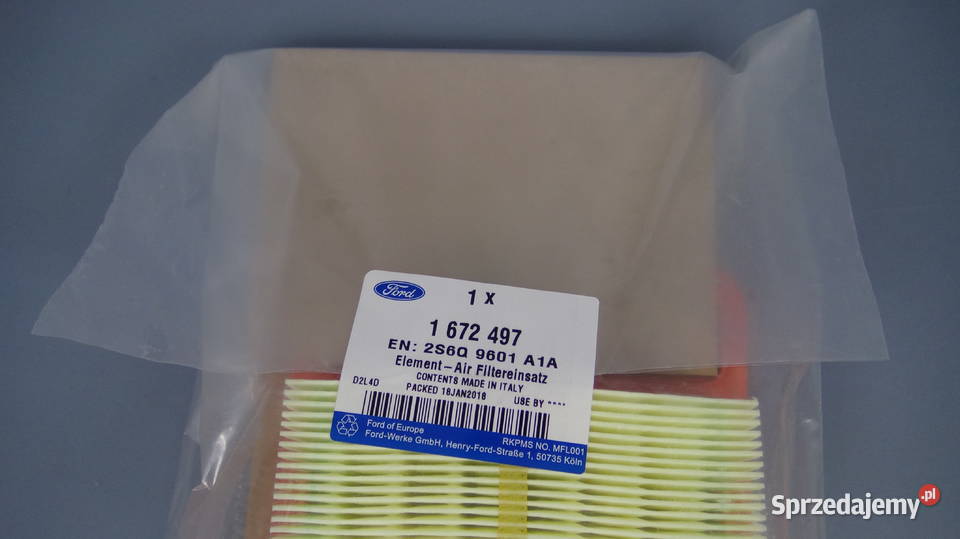 Ford
1 x
1 672 497
EN: 2S6Q 9601 A1A
Element-Air Filtereinsatz
CONTENTS MADE IN ITALY
D2L4D PACKED 18JAN2018 USE BY ****
Ford of Europe RKPMS NO. MFL001
Ford-Werke GmbH, Henry-Ford-Straße 1, 50735 Köln
Sprzedajemy.pl